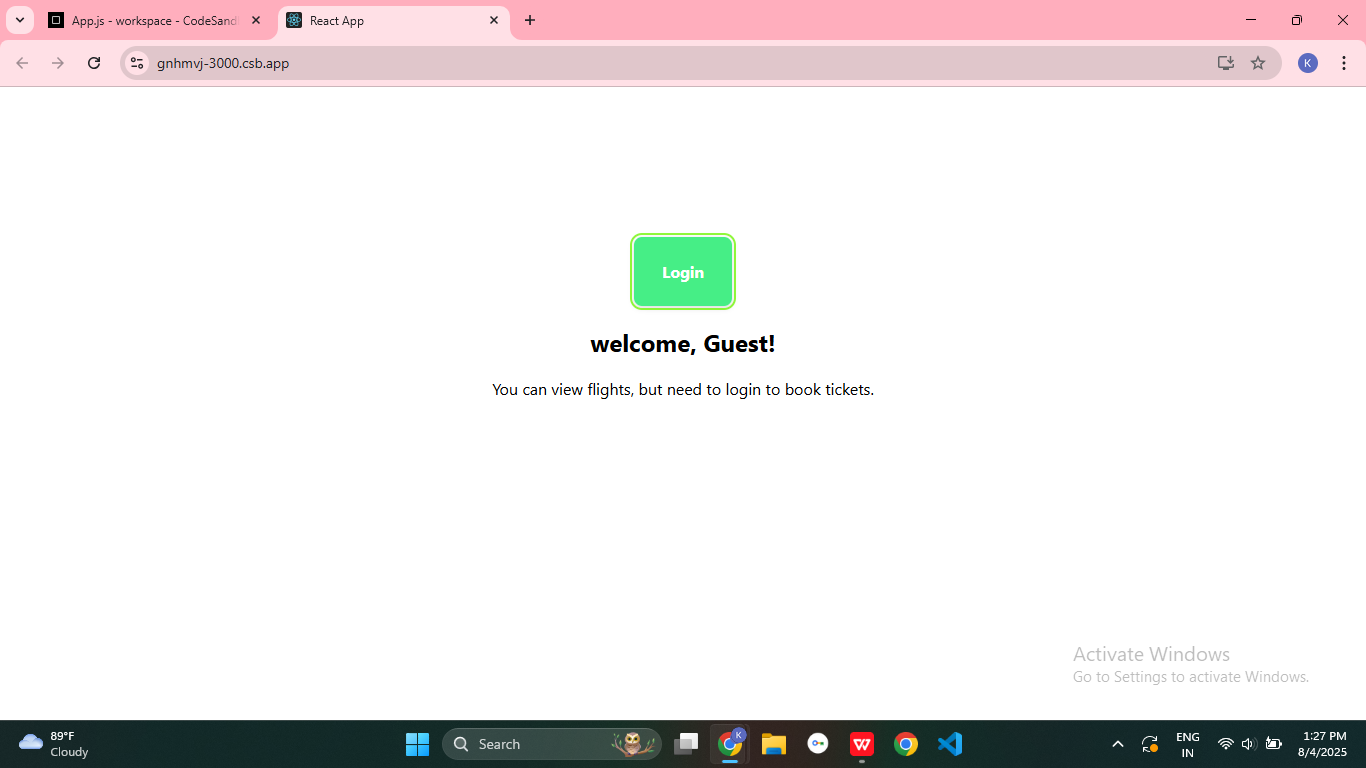 App.js - workspace - CodeSand
React App
gnhmvj-3000.csb.app
K
Login
welcome, Guest!
You can view flights, but need to login to book tickets.
Activate Windows
Go to Settings to activate Windows.
89°F
Cloudy
Search
K
W
ENG
IN
1:27 PM
8/4/2025